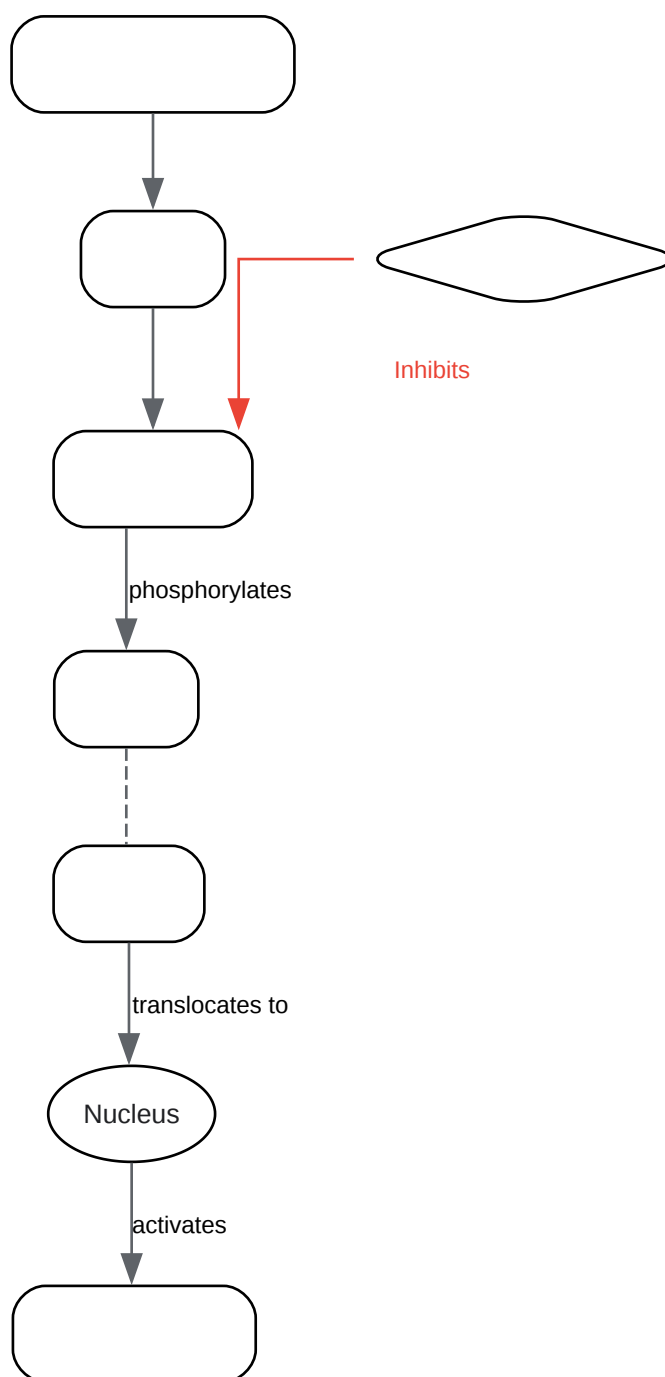 Inhibits
phosphorylates
translocates to
Nucleus
activates